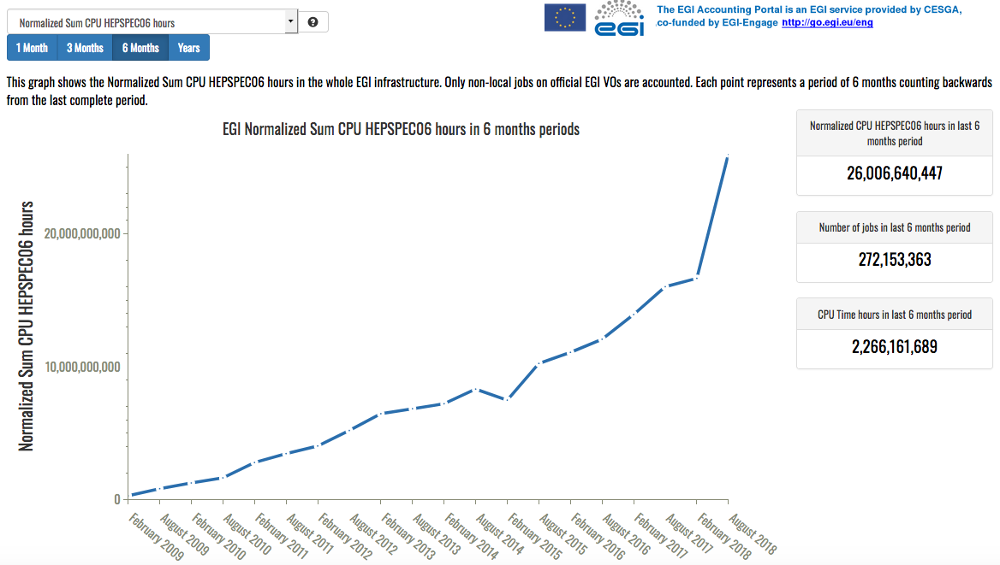 Normalized Sum CPU HEPSPEC06 hours
?
1 Month 3 Months 6 Months Years
egi
The EGI Accounting Portal is an EGI service provided by CESGA,
.co-funded by EGI-Engage http://go.egi.eu/eng
This graph shows the Normalized Sum CPU HEPSPEC06 hours in the whole EGI infrastructure. Only non-local jobs on official EGI VOs are accounted. Each point represents a period of 6 months counting backwards
from the last complete period.
EGI Normalized Sum CPU HEPSPEC06 hours in 6 months periods
Normalized Sum CPU HEPSPEC06 hours
20,000,000,000
10,000,000,000
0
February 2009
August 2009
February 2010
August 2010
February 2011
August 2011
February 2012
August 2012
February 2013
August 2013
February 2014
August 2014
February 2015
August 2015
February 2016
August 2016
February 2017
August 2017
February 2018
August 2018
Normalized CPU HEPSPEC06 hours in last 6
months period
26,006,640,447
Number of jobs in last 6 months period
272,153,363
CPU Time hours in last 6 months period
2,266,161,689